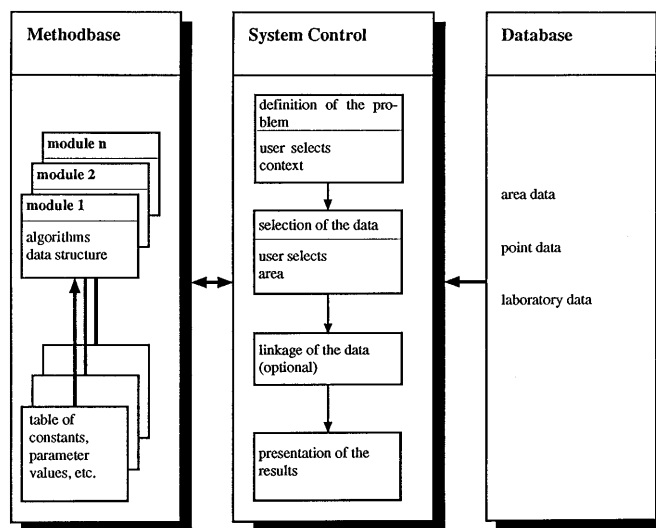 Methodbase
module n
module 2
module 1
algorithms
data structure
table of
constants,
parameter
values, etc.
System Control
definition of the pro-
blem
user selects
context
selection of the data
user selects
area
linkage of the data
(optional)
presentation of the
results
Database
area data
point data
laboratory data